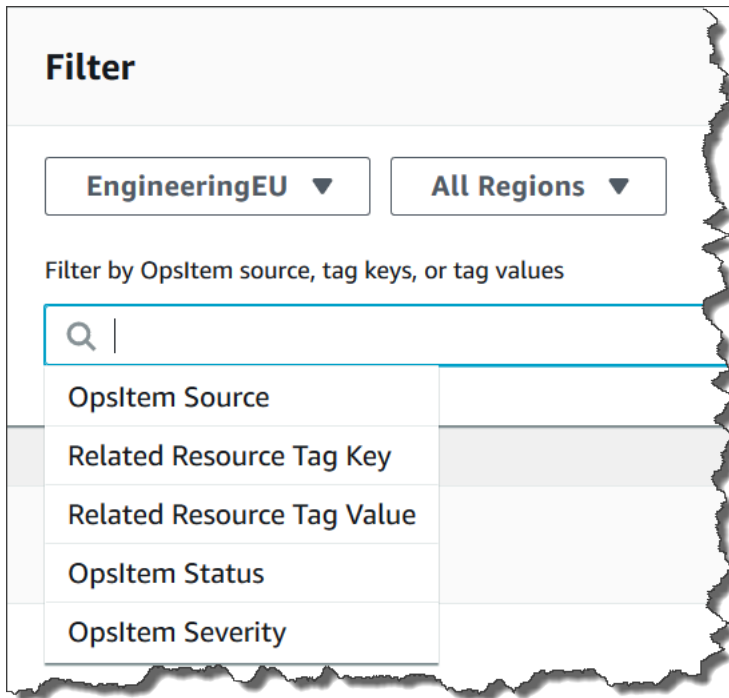 Filter
EngineeringEU All Regions
Filter by OpsItem source, tag keys, or tag values
OpsItem Source
Related Resource Tag Key
Related Resource Tag Value
OpsItem Status
OpsItem Severity